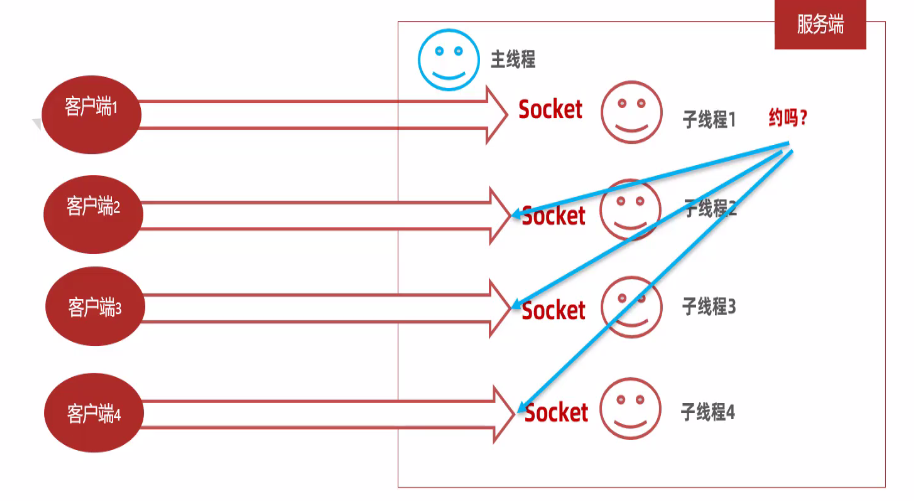 服务端
主线程
客户端1
Socket
子线程1
约吗?
客户端2
Socket
子线程2
客户端3
Socket
子线程3
客户端4
Socket
子线程4